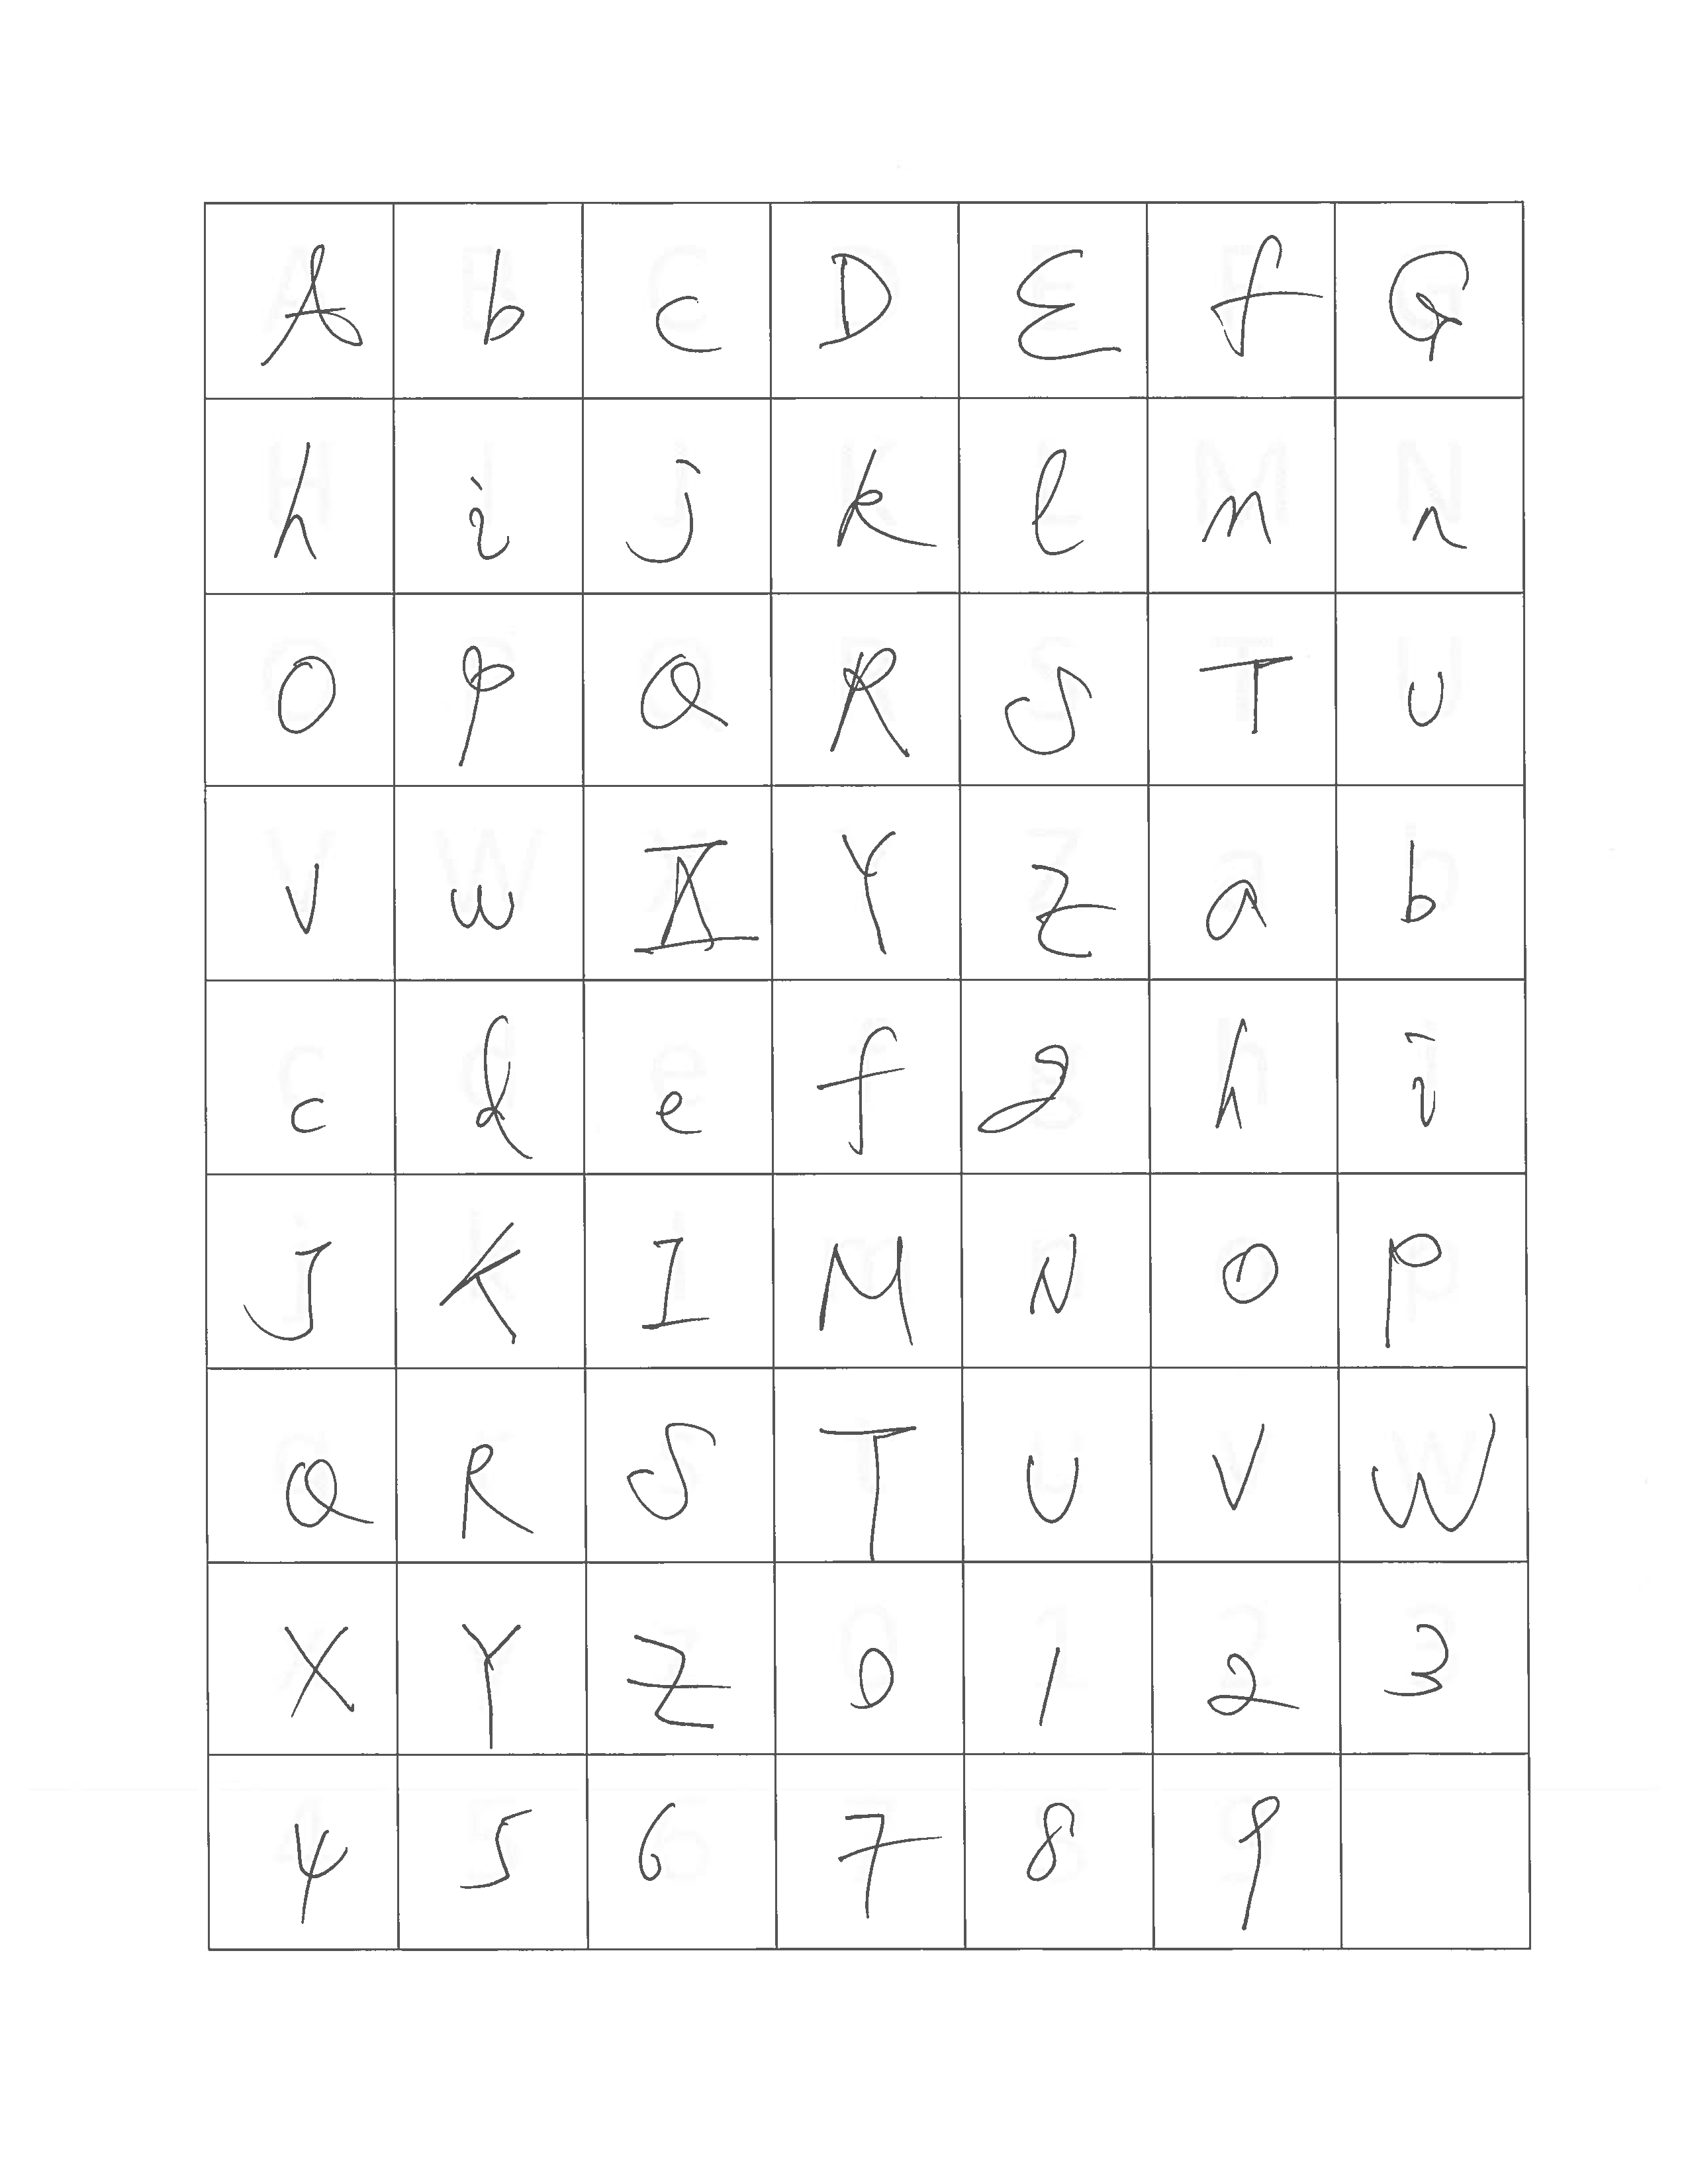 A b c D E f G
h i j k l m n
O p Q R S T U
V w X Y Z a b
c d e f g h i
J K I M N O P
Q R S T U V W
X Y Z 0 1 2 3
4 5 6 7 8 9